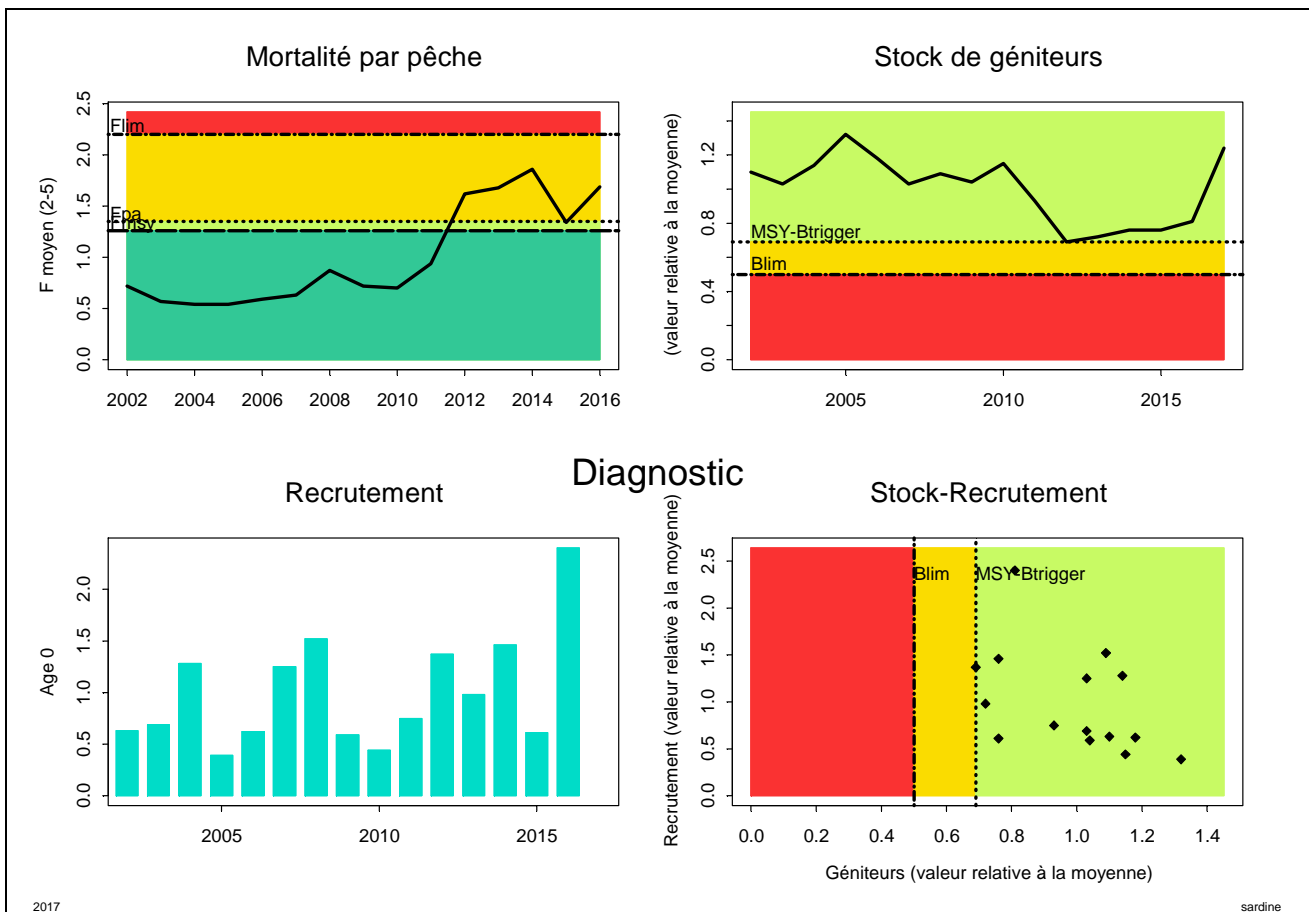 Mortalité par pêche
F moyen (2-5)
0.0 0.5 1.0 1.5 2.0 2.5
Flim
Fpa
Fmsy
2002 2004 2006 2008 2010 2012 2014 2016
Stock de géniteurs
(valeur relative à la moyenne)
0.0 0.4 0.8 1.2
MSY-Btrigger
Blim
2005 2010 2015
Diagnostic
Recrutement
Age 0
0.0 0.5 1.0 1.5 2.0
2005 2010 2015
Stock-Recrutement
Recrutement (valeur relative à la moyenne)
0.0 0.5 1.0 1.5 2.0 2.5
Blim MSY-Btrigger
0.0 0.2 0.4 0.6 0.8 1.0 1.2 1.4
Géniteurs (valeur relative à la moyenne)
2017
sardine